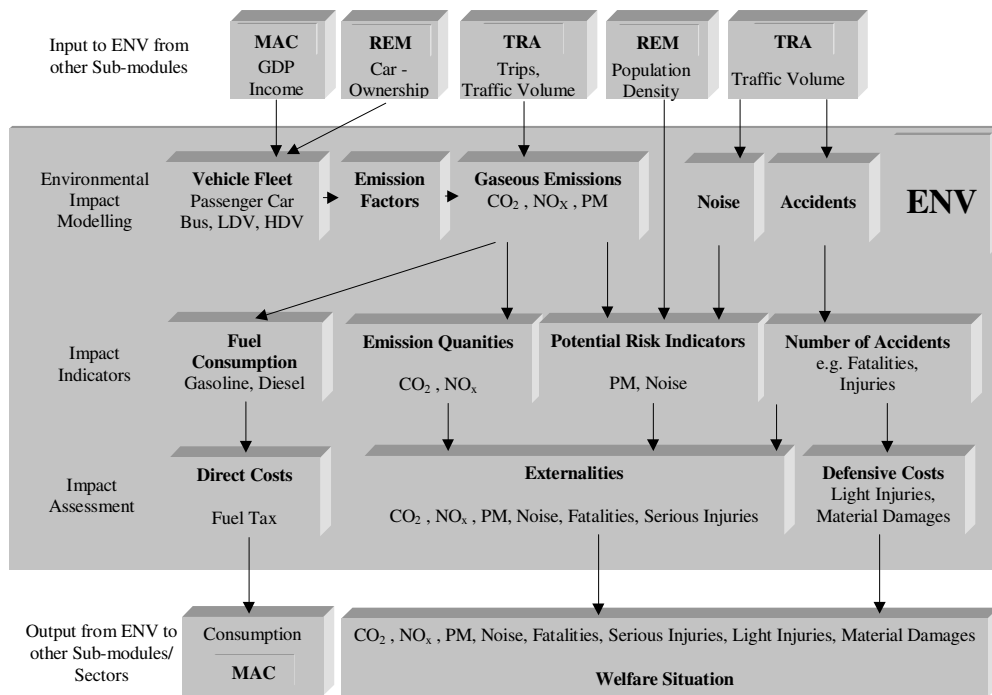 Input to ENV from
other Sub-modules
MAC
GDP
Income
REM
Car -
Ownership
TRA
Trips,
Traffic Volume
REM
Population
Density
TRA
Traffic Volume
Environmental
Impact
Modelling
Vehicle Fleet
Passenger Car
Bus, LDV, HDV
Emission
Factors
Gaseous Emissions
CO2 , NOX , PM
Noise
Accidents
ENV
Impact
Indicators
Fuel
Consumption
Gasoline, Diesel
Emission Quanities
CO2 , NOx
Potential Risk Indicators
PM, Noise
Number of Accidents
e.g. Fatalities,
Injuries
Impact
Assessment
Direct Costs
Fuel Tax
Externalities
CO2 , NOx , PM, Noise, Fatalities, Serious Injuries
Defensive Costs
Light Injuries,
Material Damages
Output from ENV to
other Sub-modules/
Sectors
Consumption
MAC
CO2 , NOx , PM, Noise, Fatalities, Serious Injuries, Light Injuries, Material Damages
Welfare Situation